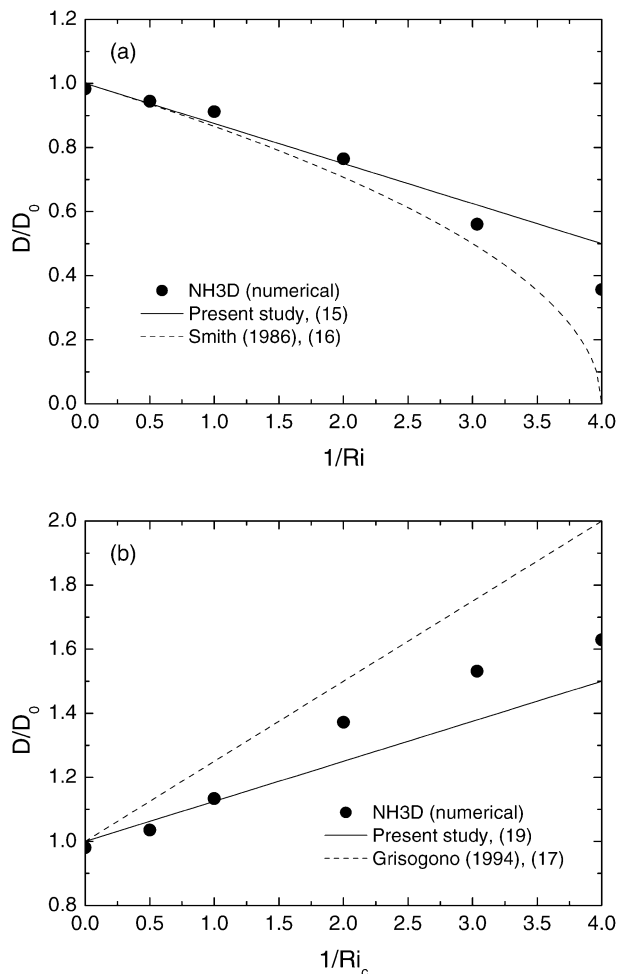 1.2
(a)
1.0
0.8
0.6
0.4
0.2
0.0
D/D0
NH3D (numerical)
Present study, (15)
Smith (1986), (16)
0.0 0.5 1.0 1.5 2.0 2.5 3.0 3.5 4.0
1/Ri
2.0
(b)
1.8
1.6
1.4
1.2
1.0
0.8
D/D0
NH3D (numerical)
Present study, (19)
Grisogono (1994), (17)
0.0 0.5 1.0 1.5 2.0 2.5 3.0 3.5 4.0
1/Ric